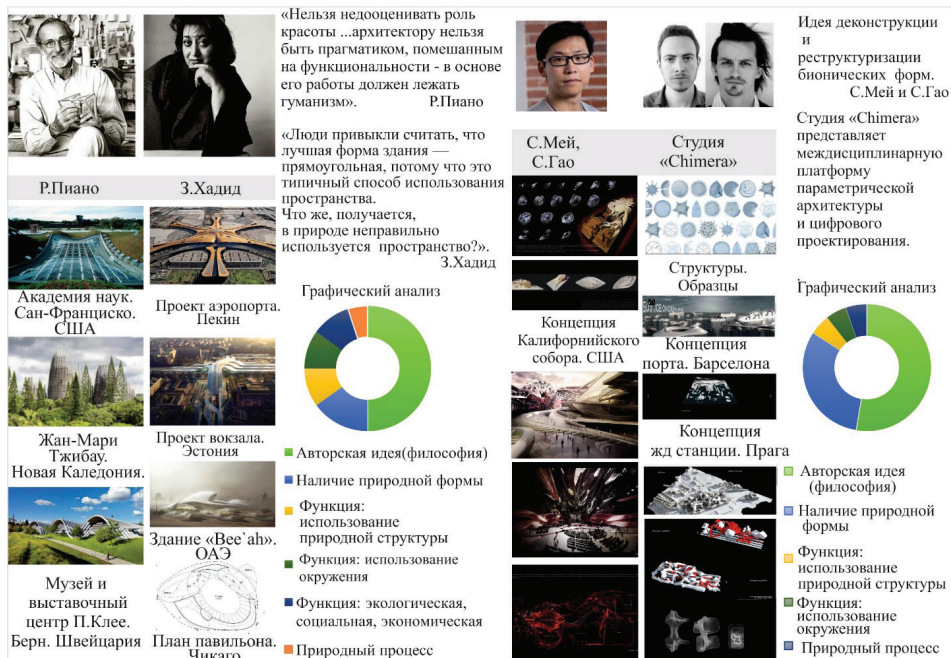 «Нельзя недооценивать роль
красоты ...архитектору нельзя
быть прагматиком, помешанным
на функциональности - в основе
его работы должен лежать
гуманизм».
Р.Пиано
«Люди привыкли считать, что
лучшая форма здания —
прямоугольная, потому что это
типичный способ использования
пространства.
Что же, получается,
в природе неправильно
используется пространство?».
З.Хадид
Р.Пиано
З.Хадид
Академия наук.
Сан-Франциско.
США
Проект аэропорта.
Пекин
Жан-Мари
Тжибау.
Новая Каледония.
Проект вокзала.
Эстония
Музей и
выставочный
центр П.Клее.
Берн. Швейцария
Здание «Bee`ah».
ОАЭ
План павильона.
Чикаго
Графический анализ
Авторская идея(философия)
Наличие природной формы
Функция:
использование
природной структуры
Функция: использование
окружения
Функция: экологическая,
социальная, экономическая
Природный процесс
С.Мей,
С.Гао
Студия
«Chimera»
Концепция
Калифорнийского
собора. США
Структуры.
Образцы
Концепция
порта. Барселона
Концепция
жд станции. Прага
Идея деконструкции
и
реструктуризации
бионических форм.
С.Мей и С.Гао
Студия «Chimera»
представляет
междисциплинарную
платформу
параметрической
архитектуры
и цифрового
проектирования.
Графический анализ
Авторская идея
(философия)
Наличие природной
формы
Функция:
использование
природной структуры
Функция:
использование
окружения
Природный процесс